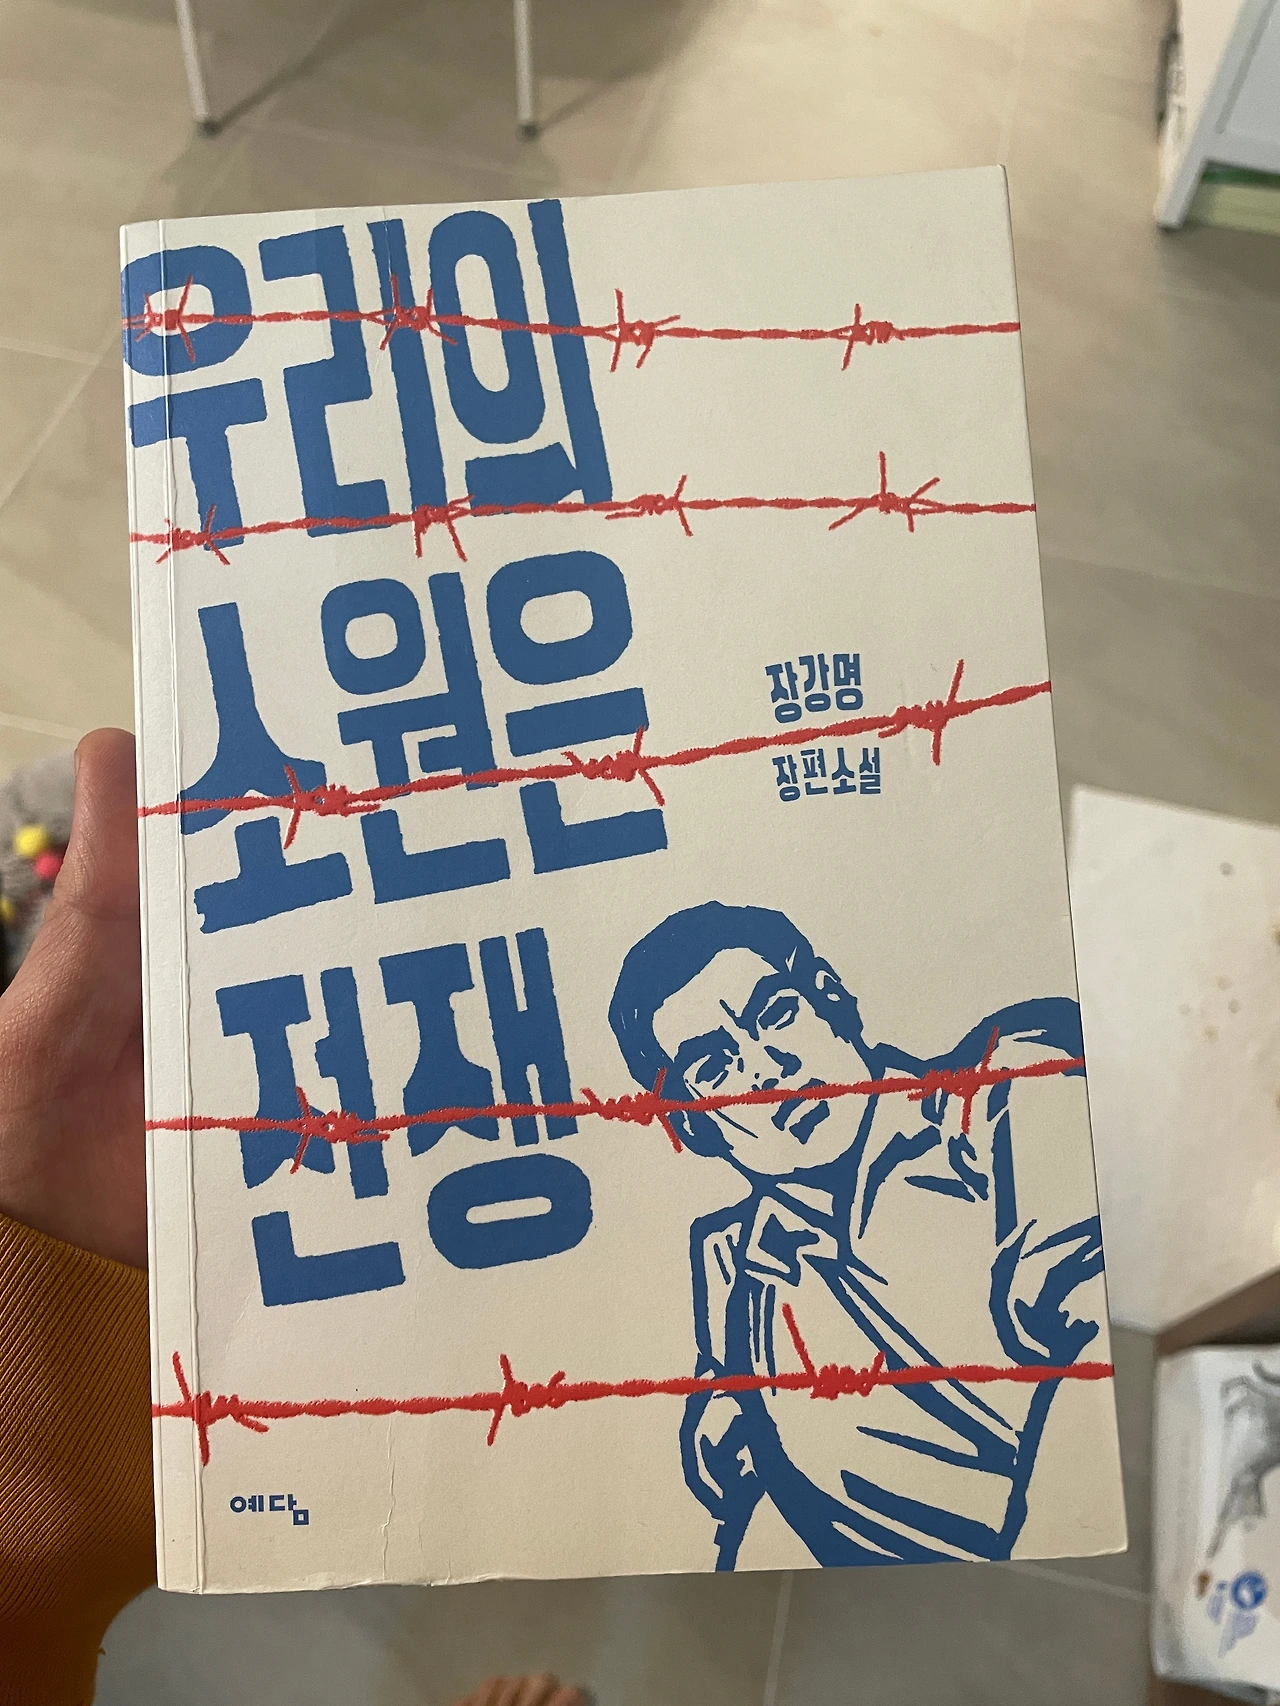 우리의
소원은
전쟁
장강명
장편소설
예담